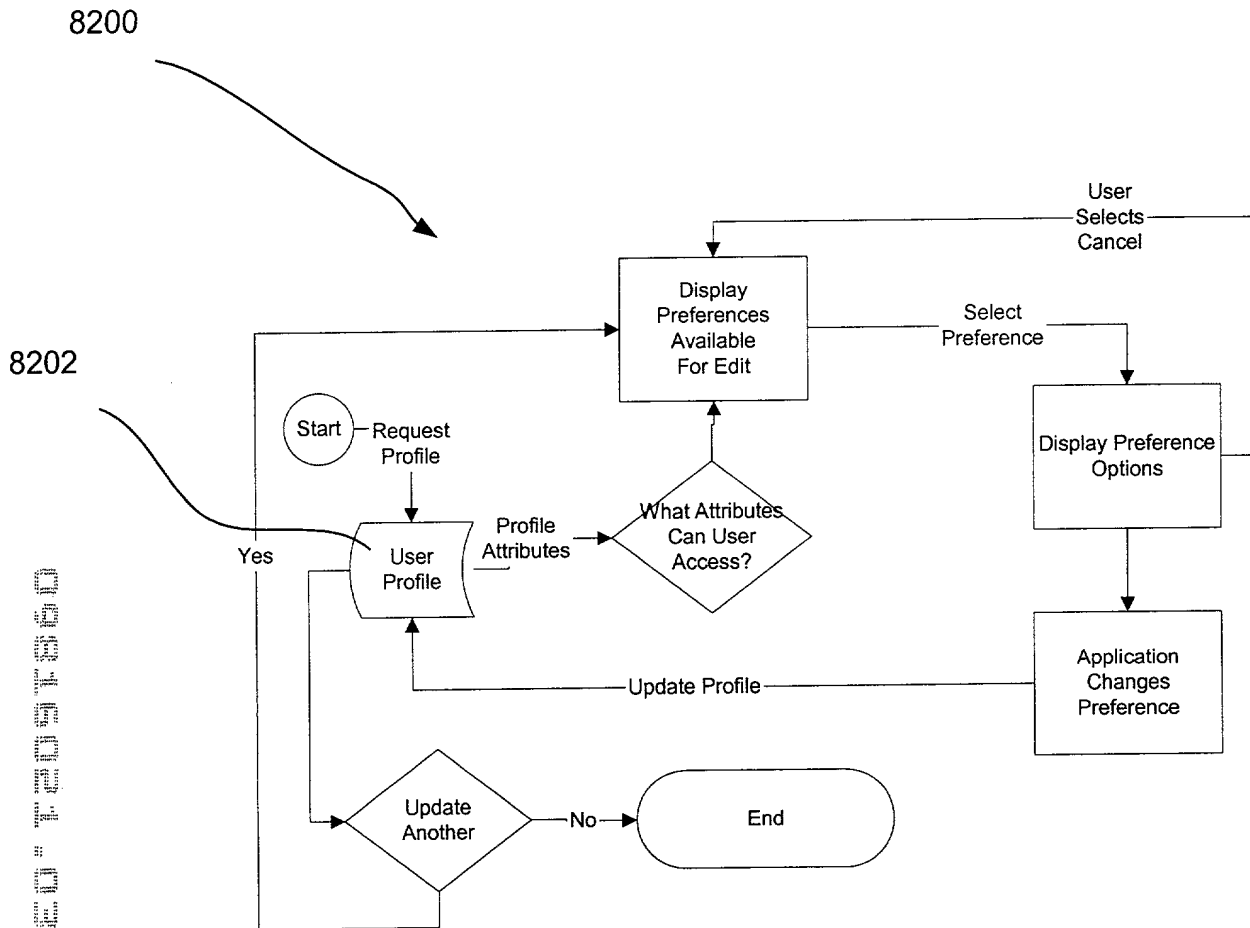 8200
User
Selects
Cancel
Display
Preferences
Available
For Edit
Select
Preference
8202
Start
Request
Profile
Display Preference
Options
What Attributes
Can User
Access?
Profile
Attributes
User
Profile
Yes
Application
Changes
Preference
Update Profile
Update
Another
No
End